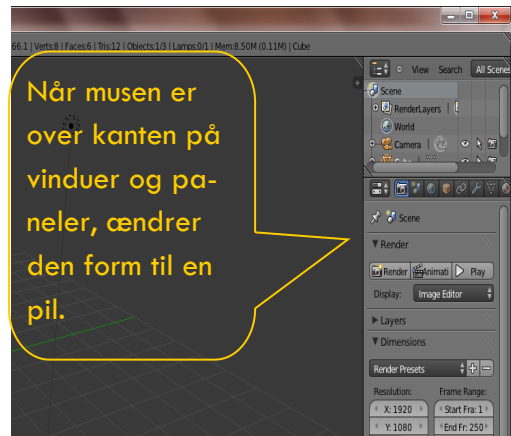 66.1 | Verts:8 | Faces:6 | Tris:12 | Objects:1/3 | Lamps:0/1 | Mem:8.50M (0.11M) | Cube
Når musen er
over kanten på
vinduer og pa-
neler, ændrer
den form til en
pil.
View Search All Scenes
Scene
RenderLayers |
World
Camera |
Scene
Render
Render Animati Play
Display: Image Editor
Layers
Dimensions
Render Presets
Resolution: Frame Range:
X: 1920 Start Fra: 1
Y: 1080 End Fr: 250